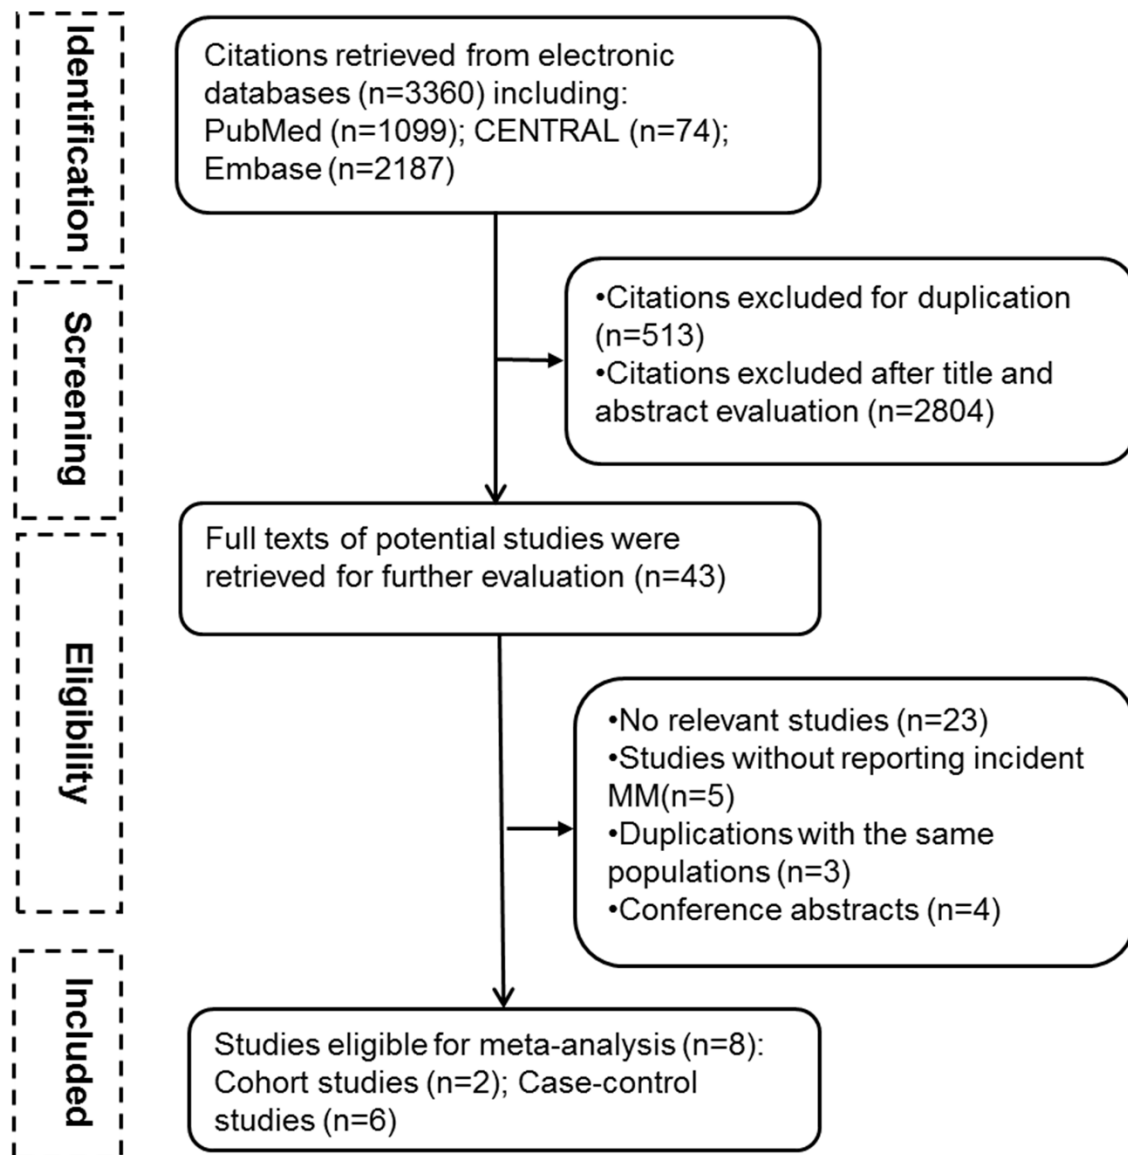 Identification
Citations retrieved from electronic
databases (n=3360) including:
PubMed (n=1099); CENTRAL (n=74);
Embase (n=2187)
Screening
•Citations excluded for duplication
(n=513)
•Citations excluded after title and
abstract evaluation (n=2804)
Eligibility
Full texts of potential studies were
retrieved for further evaluation (n=43)
•No relevant studies (n=23)
•Studies without reporting incident
MM(n=5)
•Duplications with the same
populations (n=3)
•Conference abstracts (n=4)
Included
Studies eligible for meta-analysis (n=8):
Cohort studies (n=2); Case-control
studies (n=6)